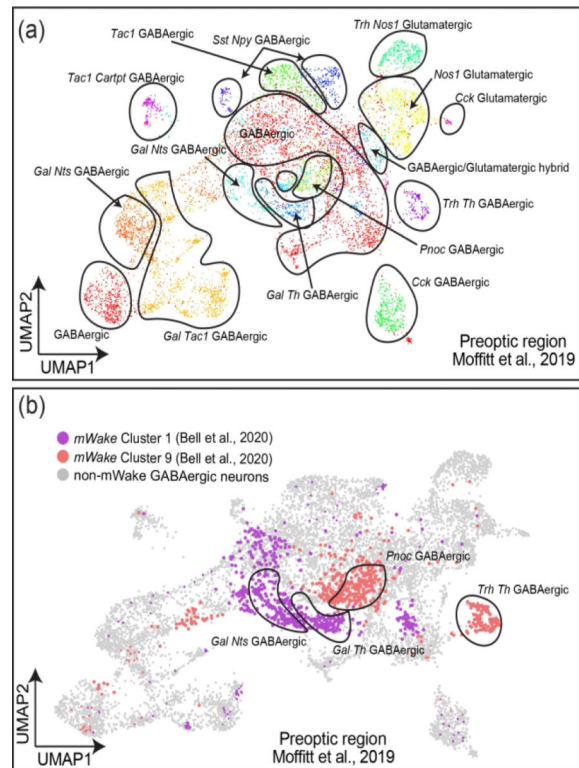 (a)
Tac1 GABAergic
Sst Npy GABAergic
Trh Nos1 Glutamatergic
Tac1 Cartpt GABAergic
Nos1 Glutamatergic
Cck Glutamatergic
GABAergic
Gal Nts GABAergic
Gal Nts GABAergic
GABAergic/Glutamatergic hybrid
Trh Th GABAergic
Pnoc GABAergic
Gal Th GABAergic
Cck GABAergic
GABAergic
Gal Tac1 GABAergic
UMAP2
UMAP1
Preoptic region
Moffitt et al., 2019
(b)
mWake Cluster 1 (Bell et al., 2020)
mWake Cluster 9 (Bell et al., 2020)
non-mWake GABAergic neurons
Pnoc GABAergic
Trh Th GABAergic
Gal Nts GABAergic
Gal Th GABAergic
UMAP2
UMAP1
Preoptic region
Moffitt et al., 2019